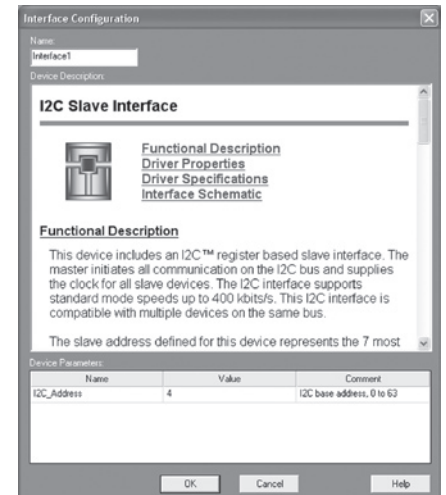 Interface Configuration
Name:
Interface1
Device Description:
I2C Slave Interface
Functional Description
Driver Properties
Driver Specifications
Interface Schematic
Functional Description
This device includes an I2C™ register based slave interface. The
master initiates all communication on the I2C bus and supplies
the clock for all slave devices. The I2C interface supports
standard mode speeds up to 400 kbits/s. This I2C interface is
compatible with multiple devices on the same bus.
The slave address defined for this device represents the 7 most
Device Parameters:
Name Value Comment
I2C_Address 4 I2C base address, 0 to 63
OK Cancel Help